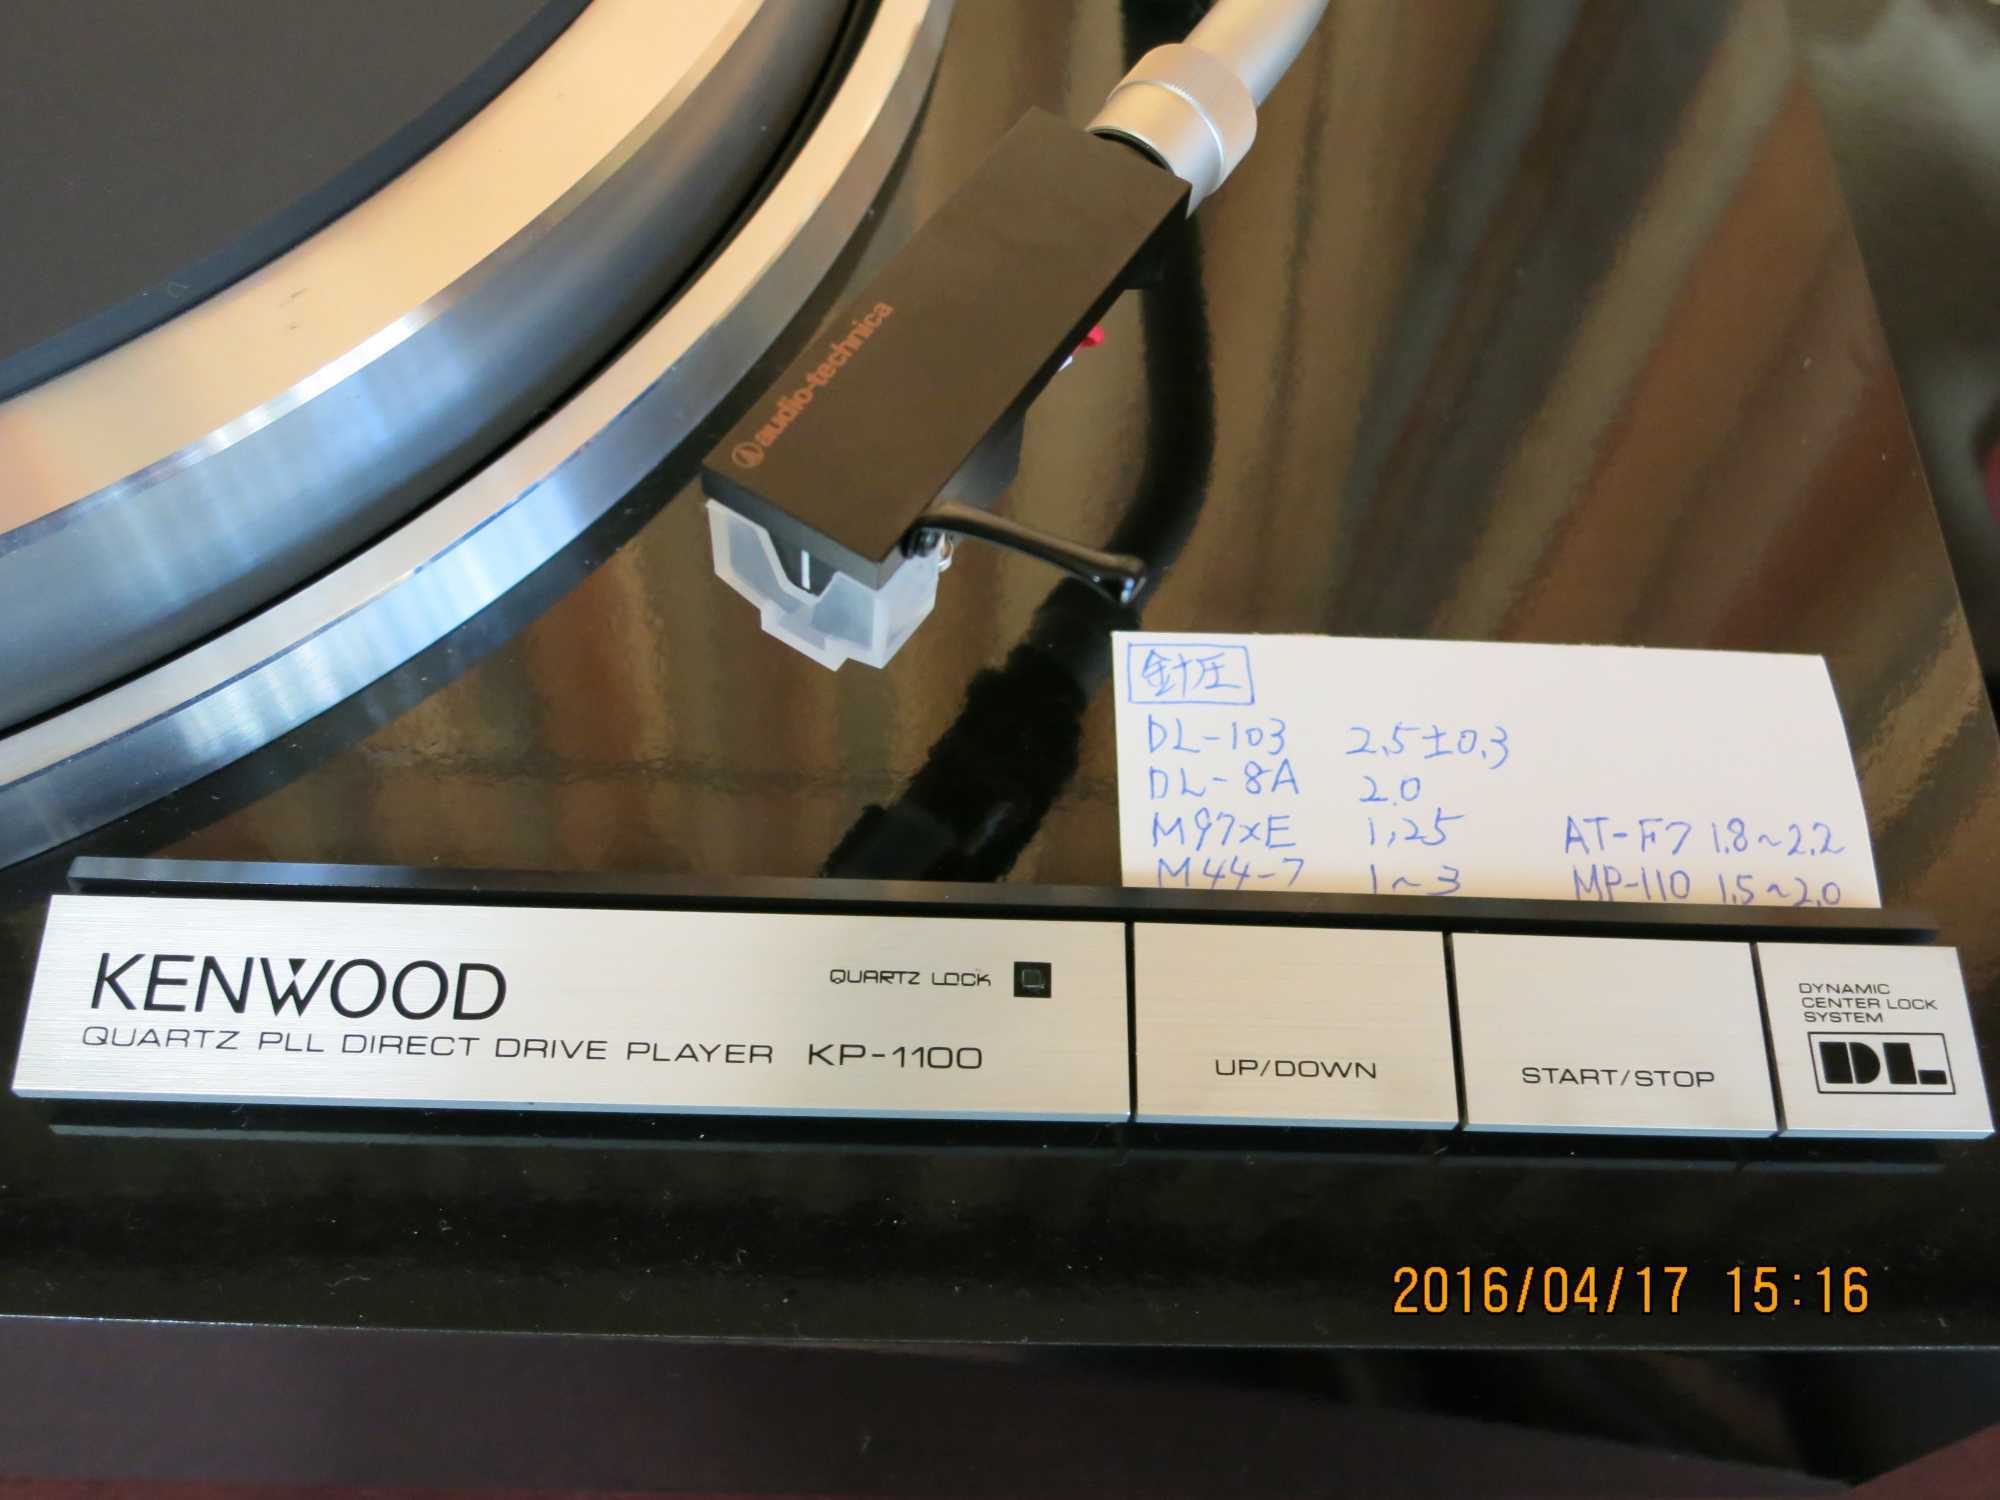 audio-technica
針圧
DL-103 2.5±0.3
DL-8A 2.0
M97xE 1.25 AT-F7 1.8~2.2
M44-7 1~3 MP-110 1.5~2.0
KENWOOD
QUARTZ LOCK
QUARTZ PLL DIRECT DRIVE PLAYER KP-1100
UP/DOWN
START/STOP
DYNAMIC
CENTER LOCK
SYSTEM
DL
2016/04/17 15:16